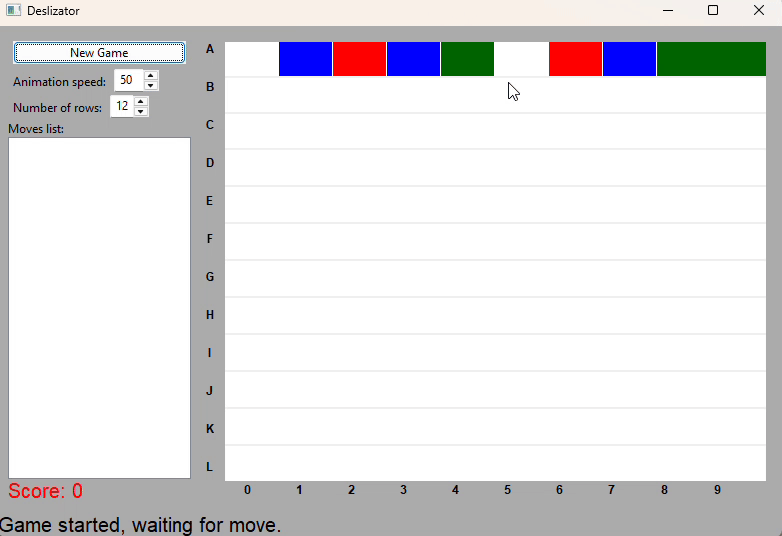 Deslizator
New Game
Animation speed: 50
Number of rows: 12
Moves list:
A
B
C
D
E
F
G
H
I
J
K
L
0 1 2 3 4 5 6 7 8 9
Score: 0
Game started, waiting for move.